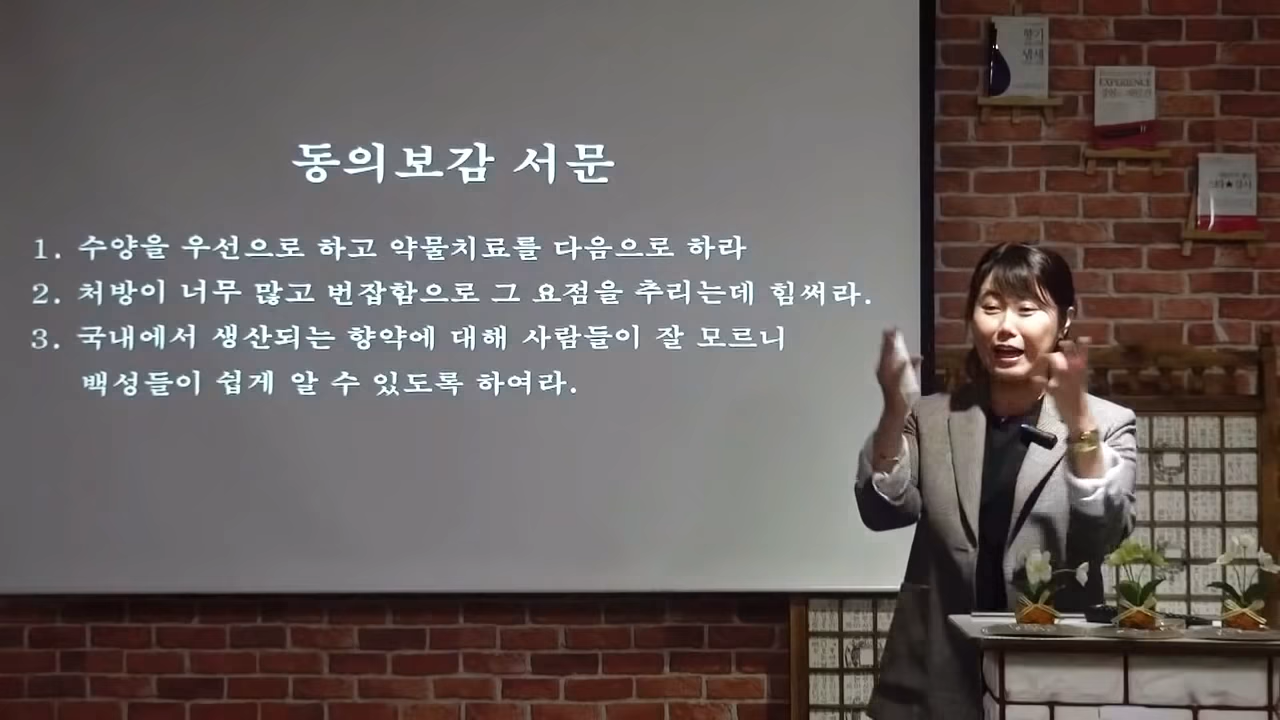 동의보감 서문
1. 수양을 우선으로 하고 약물치료를 다음으로 하라
2. 처방이 너무 많고 번잡함으로 그 요점을 추리는데 힘써라.
3. 국내에서 생산되는 향약에 대해 사람들이 잘 모르니
백성들이 쉽게 알 수 있도록 하여라.
향기
냄새
EXPERIENCE